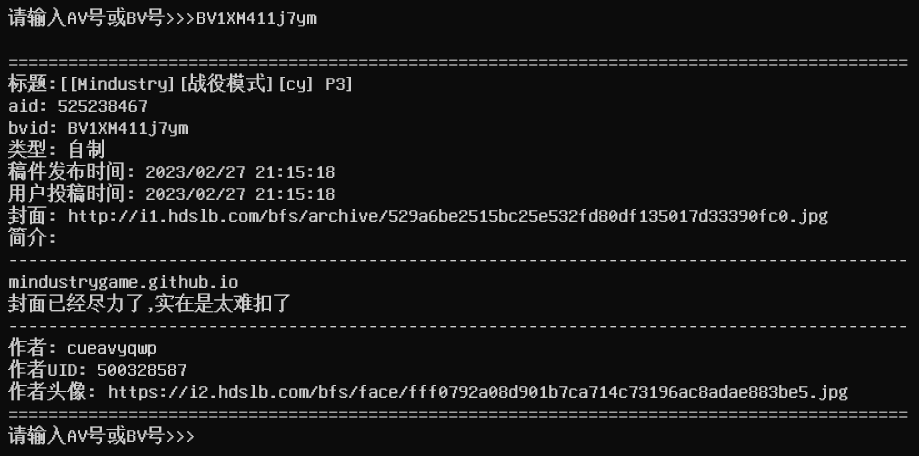 请输入AV号或BV号>>>BV1XM411j7ym
==========================================================================================
标题:[[Mindustry][战役模式][cy] P3]
aid: 525238467
bvid: BV1XM411j7ym
类型: 自制
稿件发布时间: 2023/02/27 21:15:18
用户投稿时间: 2023/02/27 21:15:18
封面: http://i1.hdslb.com/bfs/archive/529a6be2515bc25e532fd80df135017d33390fc0.jpg
简介:
------------------------------------------------------------------------------------------
mindustrygame.github.io
封面已经尽力了,实在是太难扣了
------------------------------------------------------------------------------------------
作者: cueavyqwp
作者UID: 500328587
作者头像: https://i2.hdslb.com/bfs/face/fff0792a08d901b7ca714c73196ac8adae883be5.jpg
==========================================================================================
请输入AV号或BV号>>>